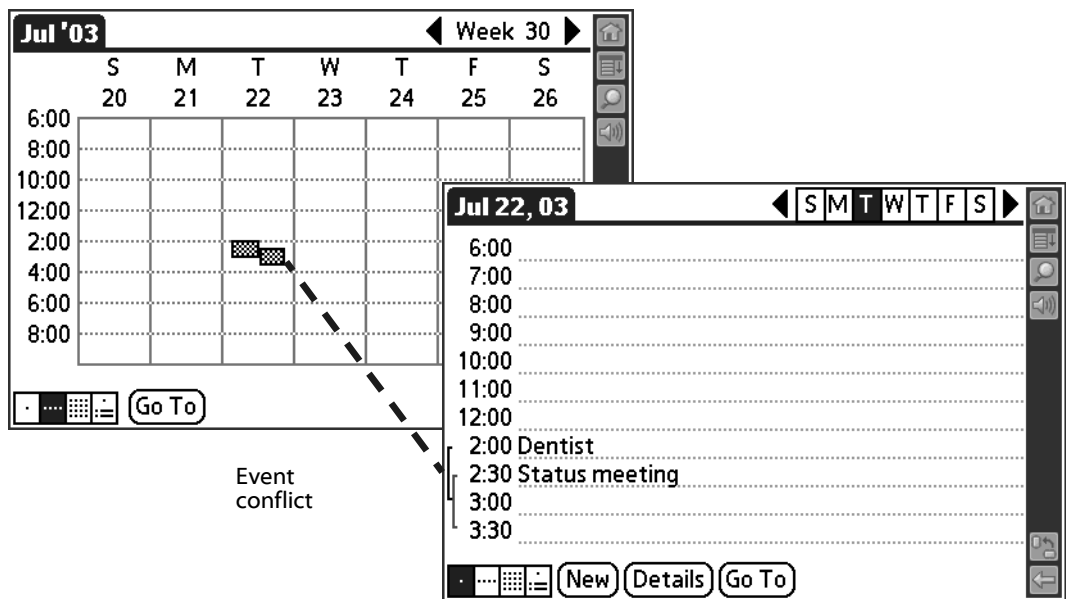 Jul '03
Week 30
S M T W T F S
20 21 22 23 24 25 26
6:00
8:00
10:00
12:00
2:00
4:00
6:00
8:00
Go To
Event
conflict
Jul 22, 03
S M T W T F S
6:00
7:00
8:00
9:00
10:00
11:00
12:00
2:00 Dentist
2:30 Status meeting
3:00
3:30
New Details Go To